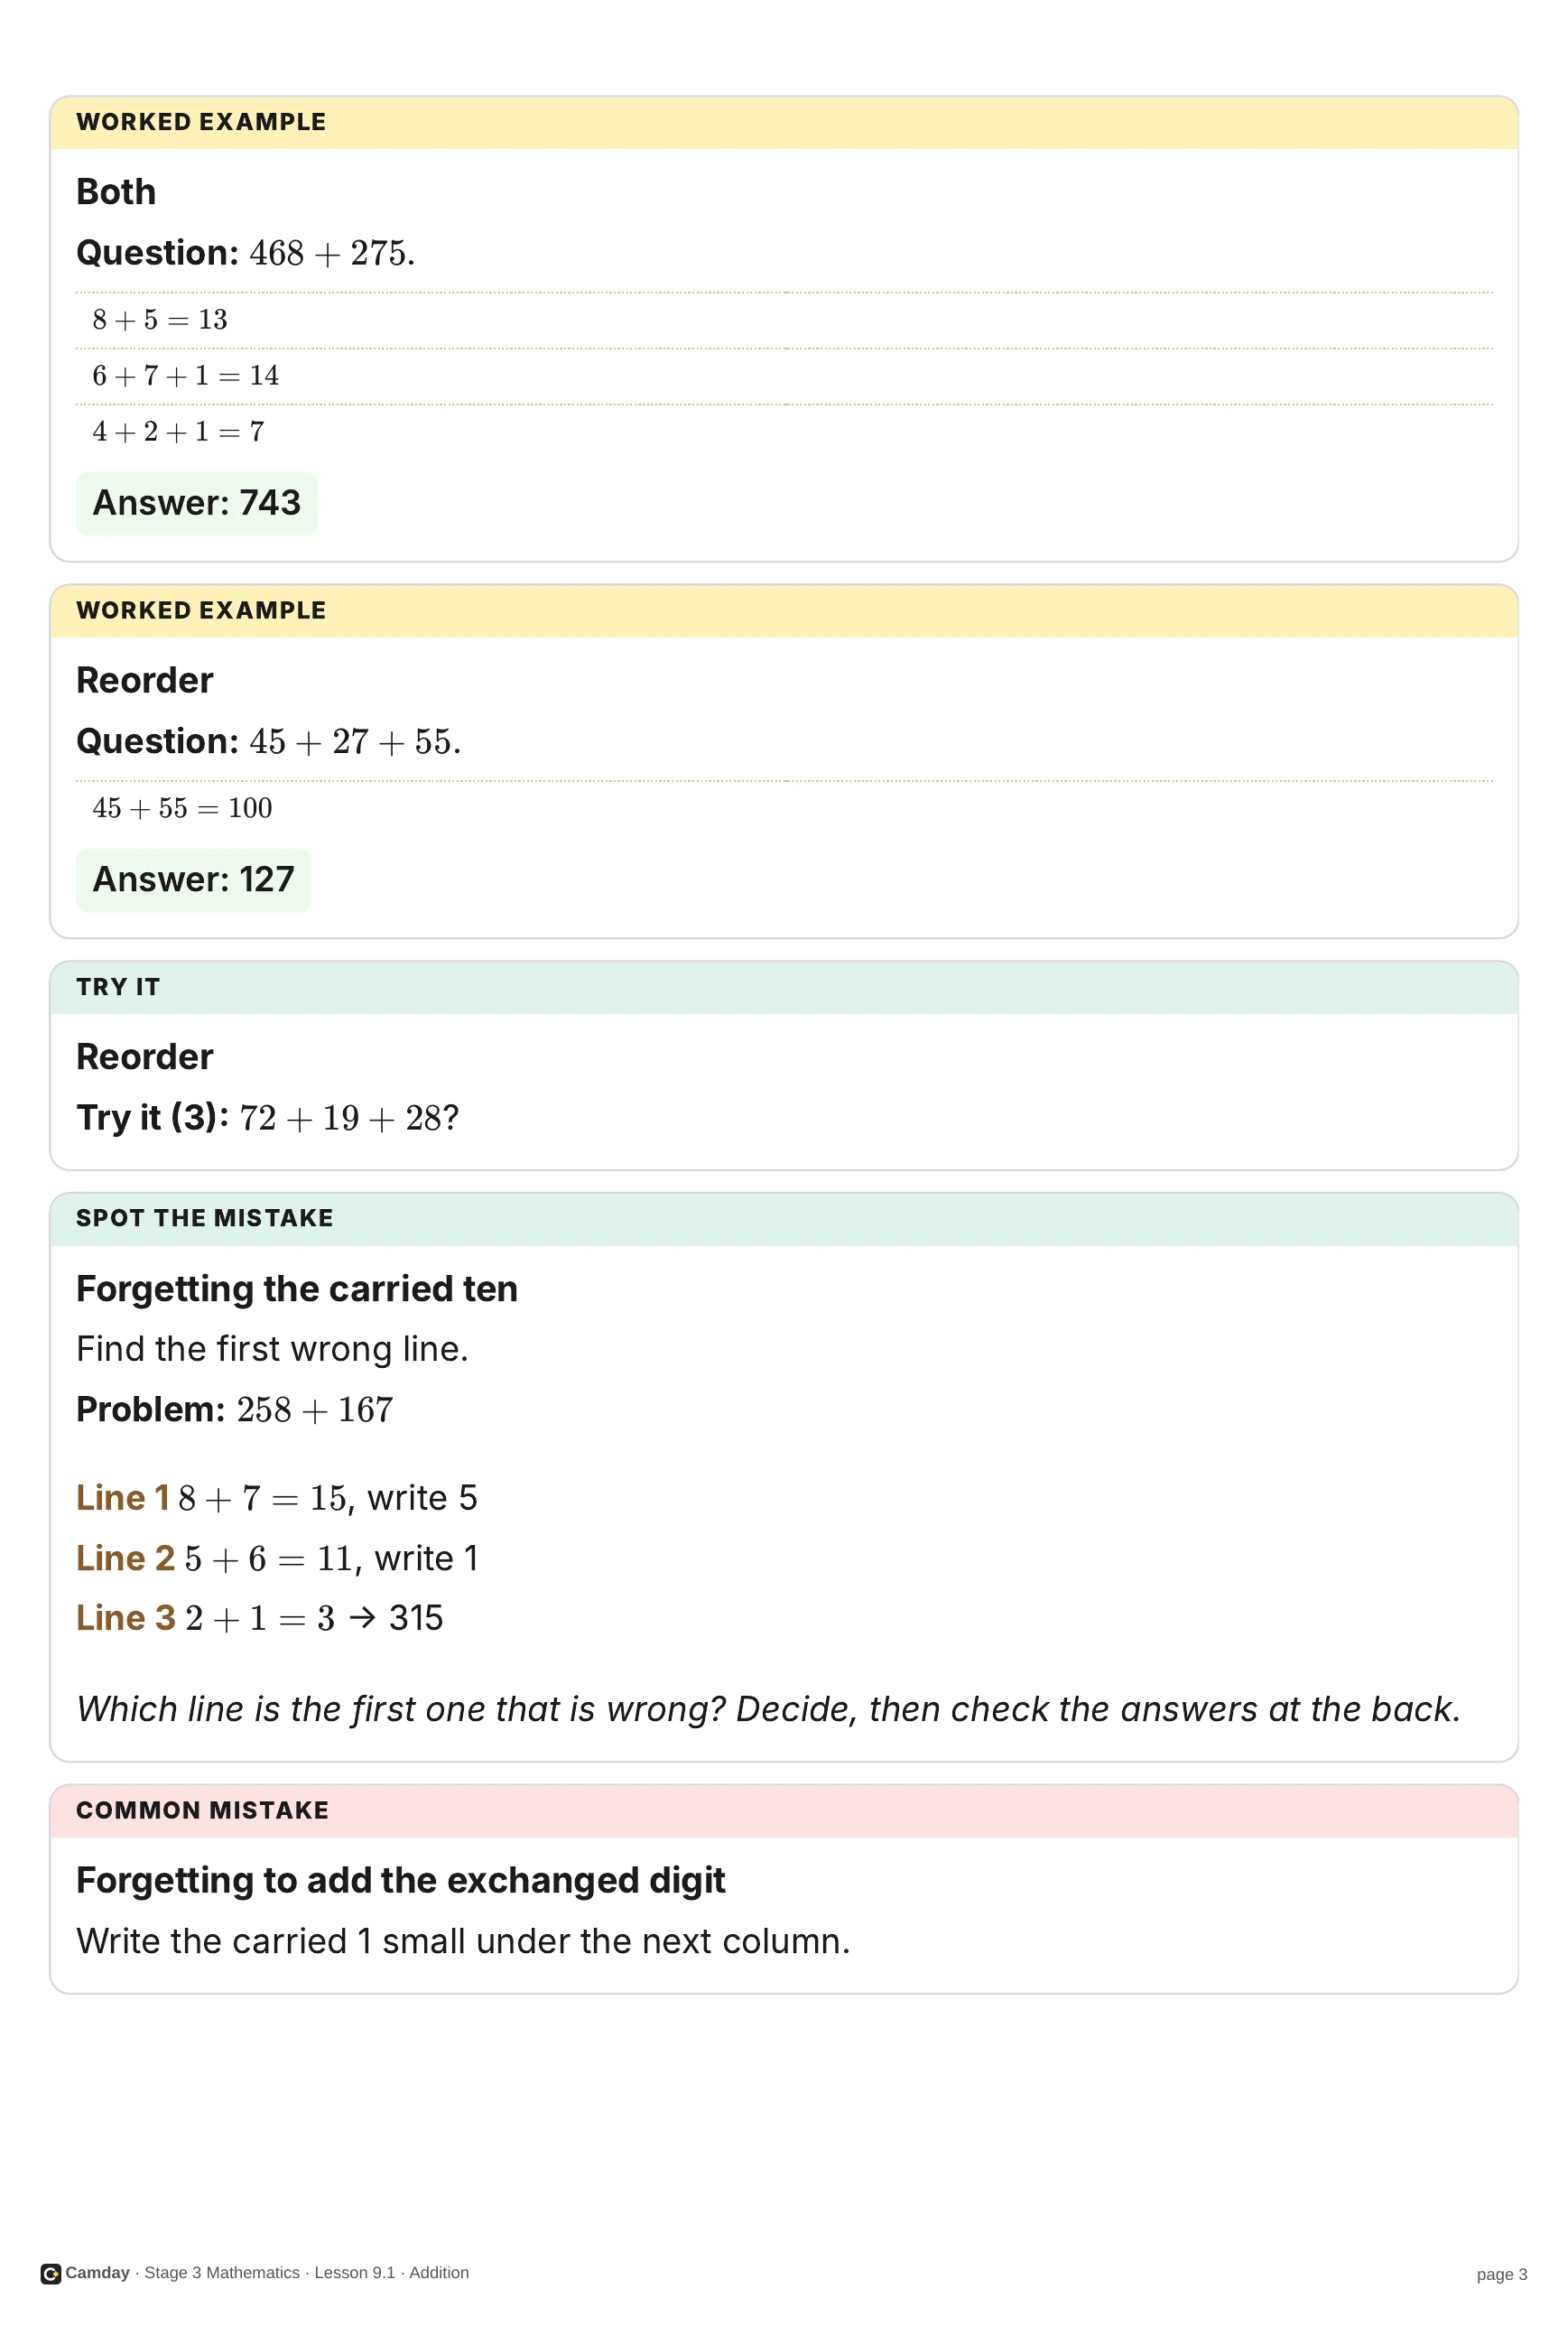 WORKED EXAMPLE
Both
Question: 468 + 275.
8 + 5 = 13
6 + 7 + 1 = 14
4 + 2 + 1 = 7
Answer: 743
WORKED EXAMPLE
Reorder
Question: 45 + 27 + 55.
45 + 55 = 100
Answer: 127
TRY IT
Reorder
Try it (3): 72 + 19 + 28?
SPOT THE MISTAKE
Forgetting the carried ten
Find the first wrong line.
Problem: 258 + 167
Line 1 8 + 7 = 15, write 5
Line 2 5 + 6 = 11, write 1
Line 3 2 + 1 = 3 → 315
Which line is the first one that is wrong? Decide, then check the answers at the back.
COMMON MISTAKE
Forgetting to add the exchanged digit
Write the carried 1 small under the next column.
Camday · Stage 3 Mathematics · Lesson 9.1 · Addition
page 3